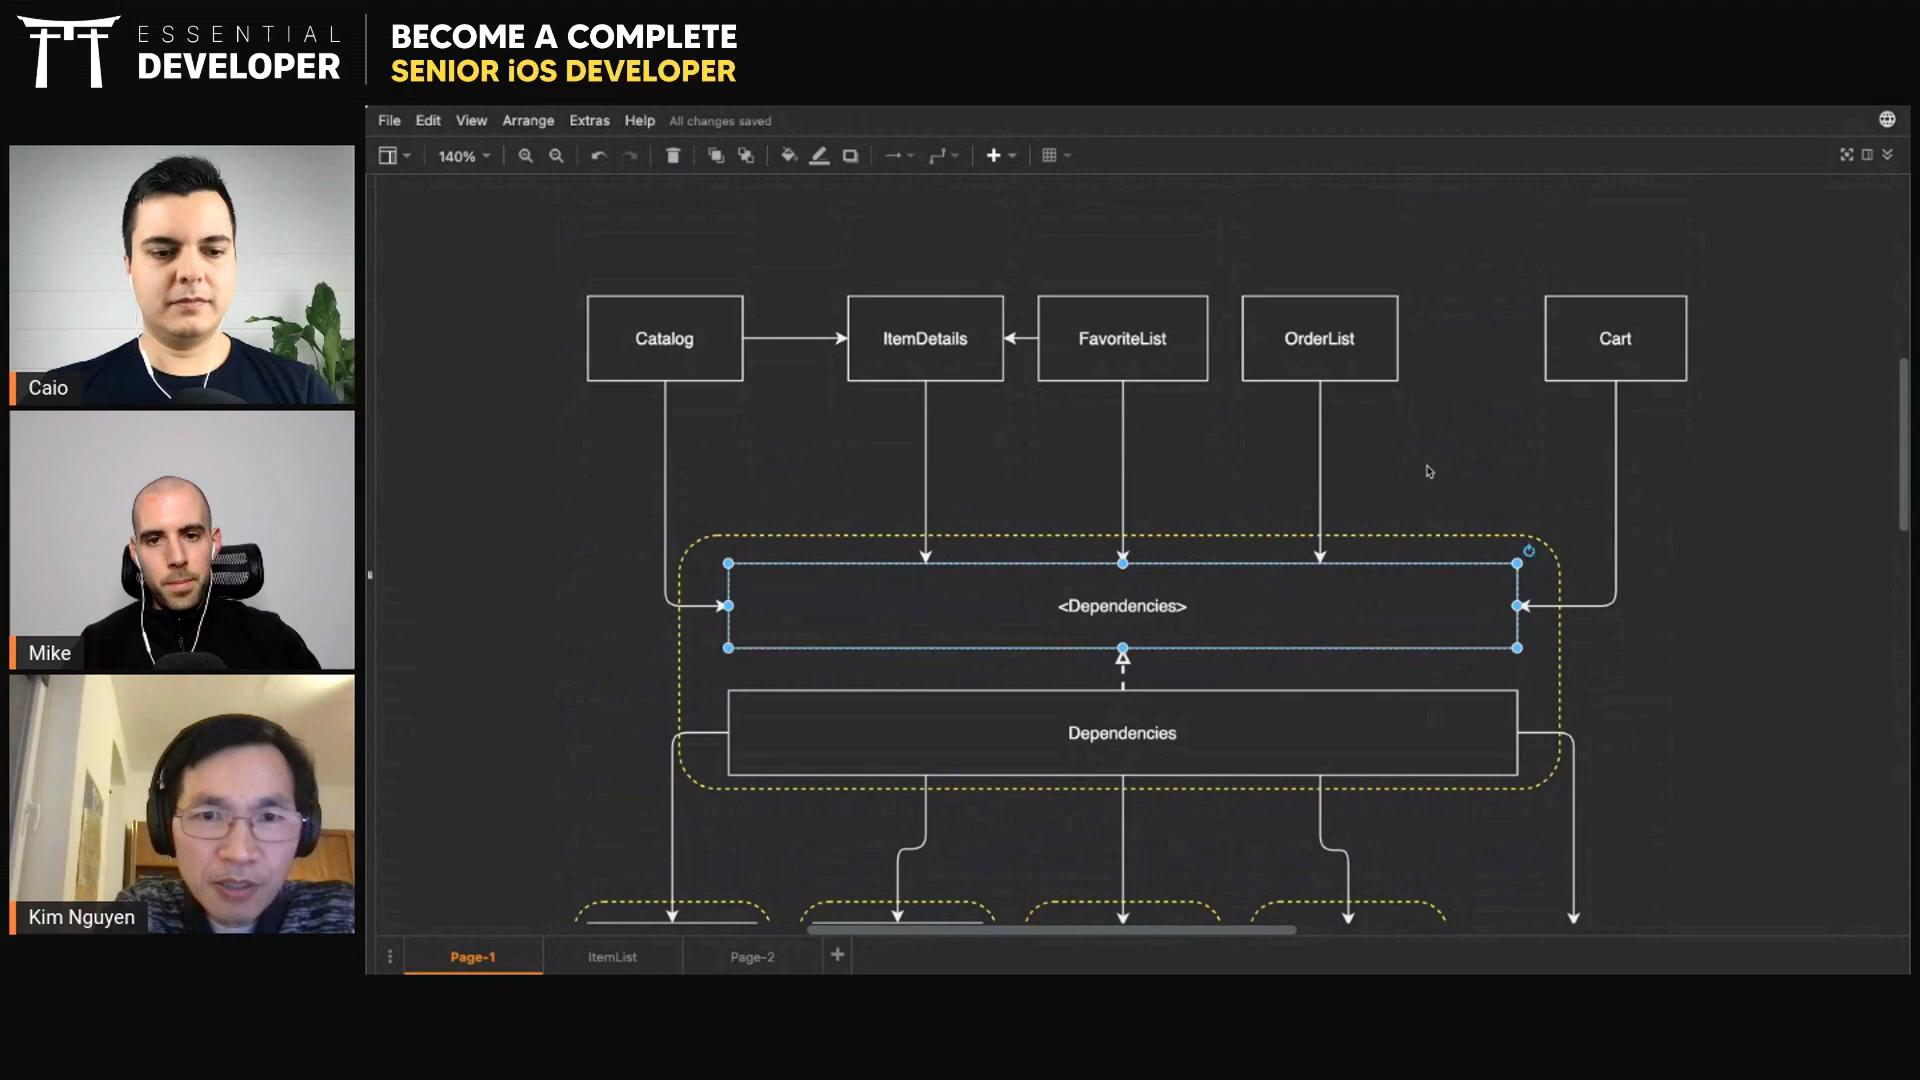 ESSENTIAL
DEVELOPER
BECOME A COMPLETE
SENIOR iOS DEVELOPER
File Edit View Arrange Extras Help All changes saved
140%
Catalog
ItemDetails
FavoriteList
OrderList
Cart
<Dependencies>
Dependencies
Caio
Mike
Kim Nguyen
Page-1
ItemList
Page-2